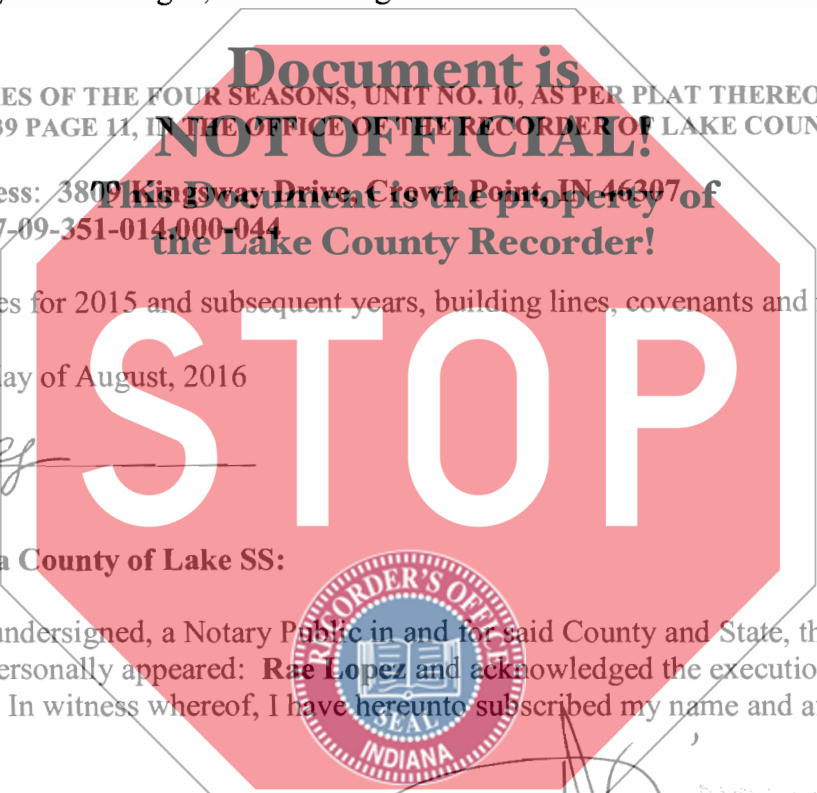 Document is
ES OF THE FOUR SEASONS, UNIT NO. 10, AS PER PLAT THEREO
39 PAGE 11, IN THE OFFICE OF THE RECORDER OF LAKE COUN
NOT OFFICIAL!
ess: 3809 Kingsway Drive, Crown Point, IN 46307
This Document is the property of
7-09-351-014.000-044
the Lake County Recorder!
es for 2015 and subsequent years, building lines, covenants and
STOP
ay of August, 2016
a County of Lake SS:
RECORDER'S OFFICE
undersigned, a Notary Public in and for said County and State, th
ersonally appeared: Rae Lopez and acknowledged the executio
In witness whereof, I have hereunto subscribed my name and a
SEAL
INDIANA